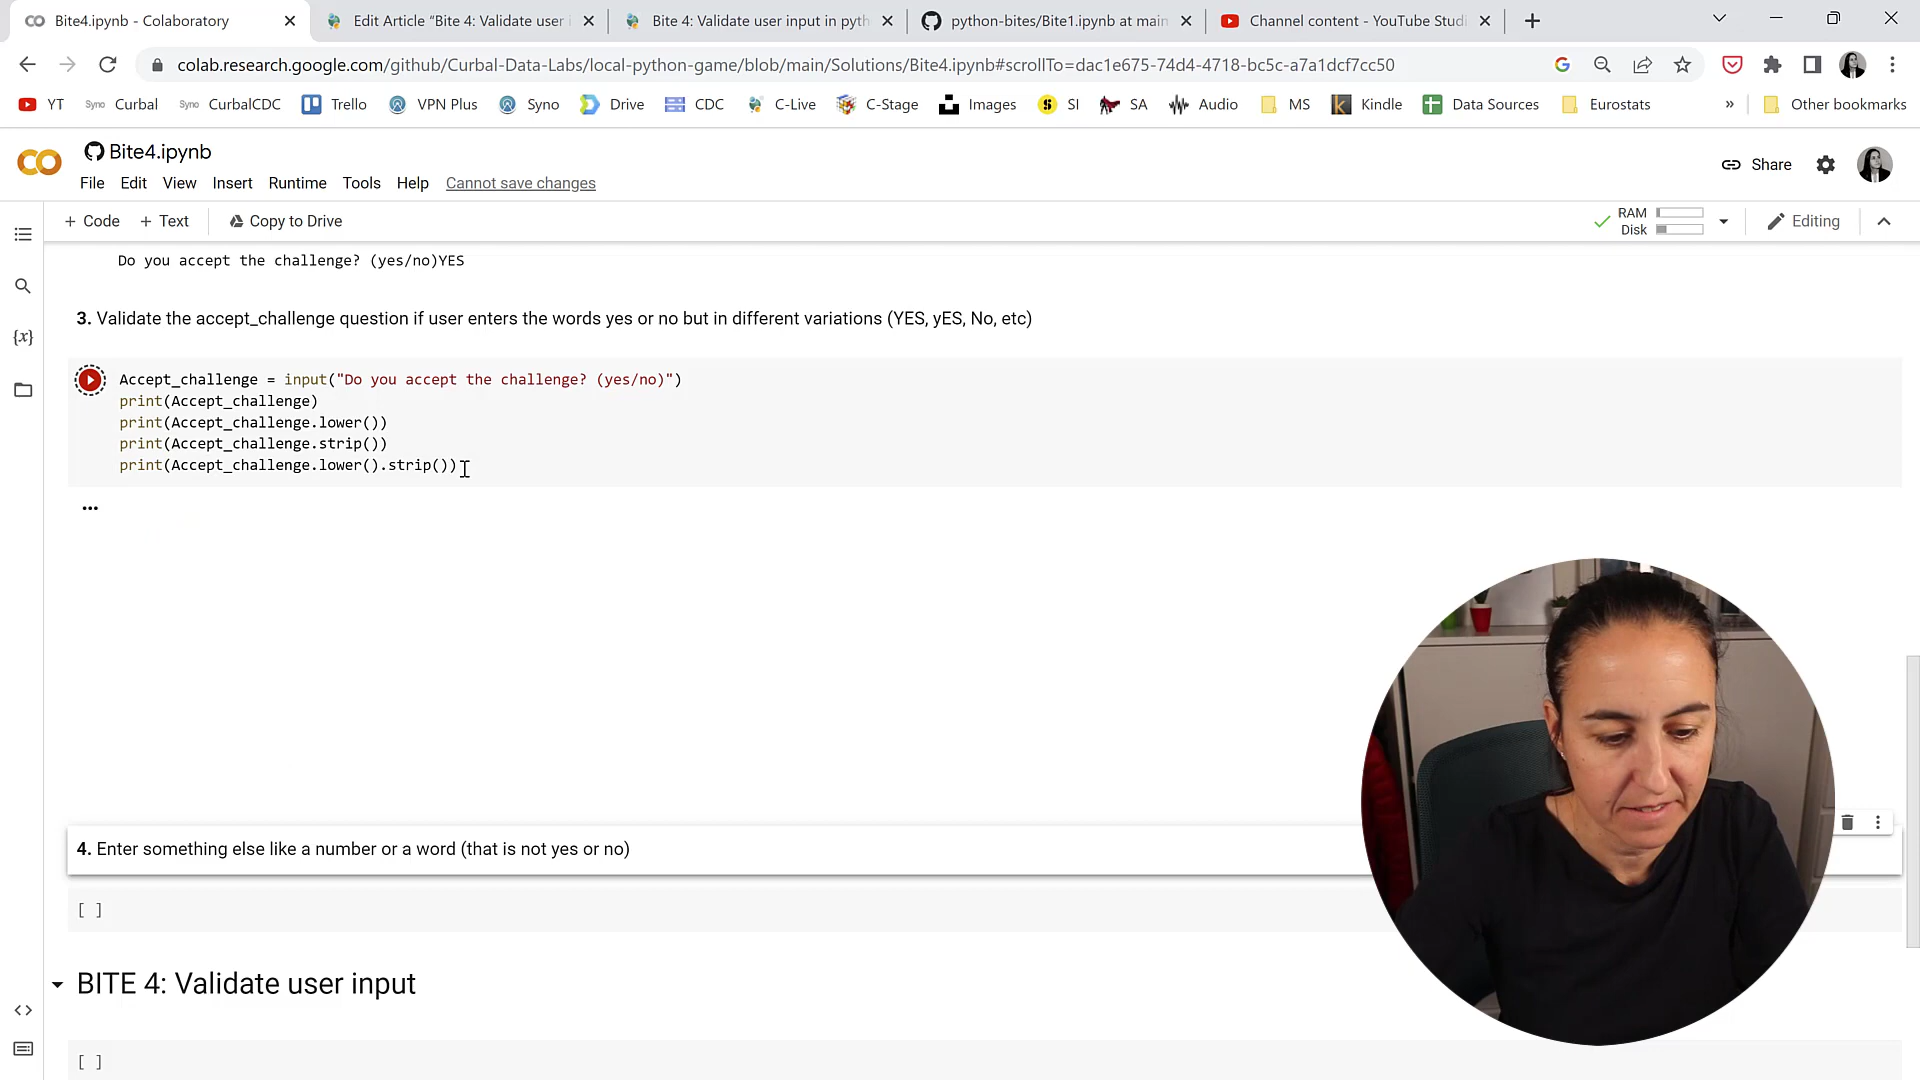 Bite4.ipynb - Colaboratory
Edit Article “Bite 4: Validate user i
Bite 4: Validate user input in pyth
python-bites/Bite1.ipynb at main
Channel content - YouTube Studi
colab.research.google.com/github/Curbal-Data-Labs/local-python-game/blob/main/Solutions/Bite4.ipynb#scrollTo=dac1e675-74d4-4718-bc5c-a7a1dcf7cc50
YT
Syno Curbal
Syno CurbalCDC
Trello
VPN Plus
Syno
Drive
CDC
C-Live
C-Stage
Images
SI
SA
Audio
MS
Kindle
Data Sources
Eurostats
»
Other bookmarks
Bite4.ipynb
Share
File Edit View Insert Runtime Tools Help Cannot save changes
+ Code + Text Copy to Drive
RAM
Disk
Editing
Do you accept the challenge? (yes/no)YES
3. Validate the accept_challenge question if user enters the words yes or no but in different variations (YES, yES, No, etc)
Accept_challenge = input("Do you accept the challenge? (yes/no)")
print(Accept_challenge)
print(Accept_challenge.lower())
print(Accept_challenge.strip())
print(Accept_challenge.lower().strip())
...
4. Enter something else like a number or a word (that is not yes or no)
[ ]
BITE 4: Validate user input
[ ]